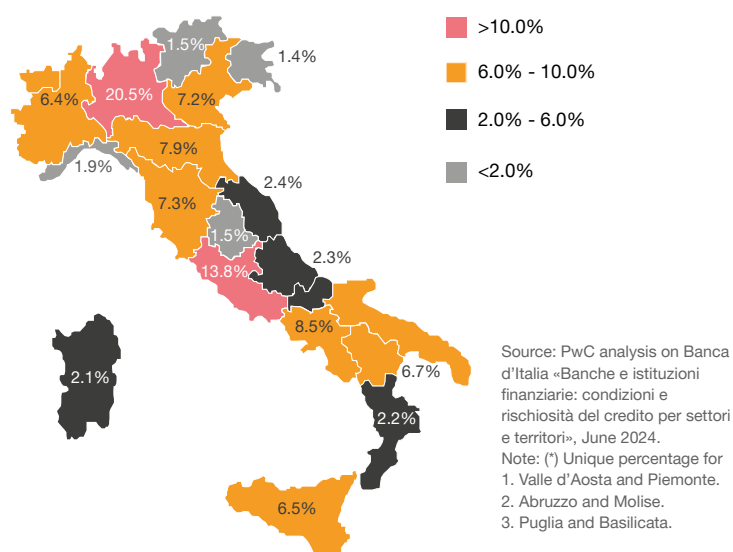 >10.0%
6.0% - 10.0%
2.0% - 6.0%
<2.0%
1.5%
1.4%
6.4%
20.5%
7.2%
7.9%
1.9%
2.4%
7.3%
1.5%
2.3%
13.8%
8.5%
6.7%
2.1%
2.2%
6.5%
Source: PwC analysis on Banca
d’Italia «Banche e istituzioni
finanziarie: condizioni e
rischiosità del credito per settori
e territori», June 2024.
Note: (*) Unique percentage for
1. Valle d’Aosta and Piemonte.
2. Abruzzo and Molise.
3. Puglia and Basilicata.